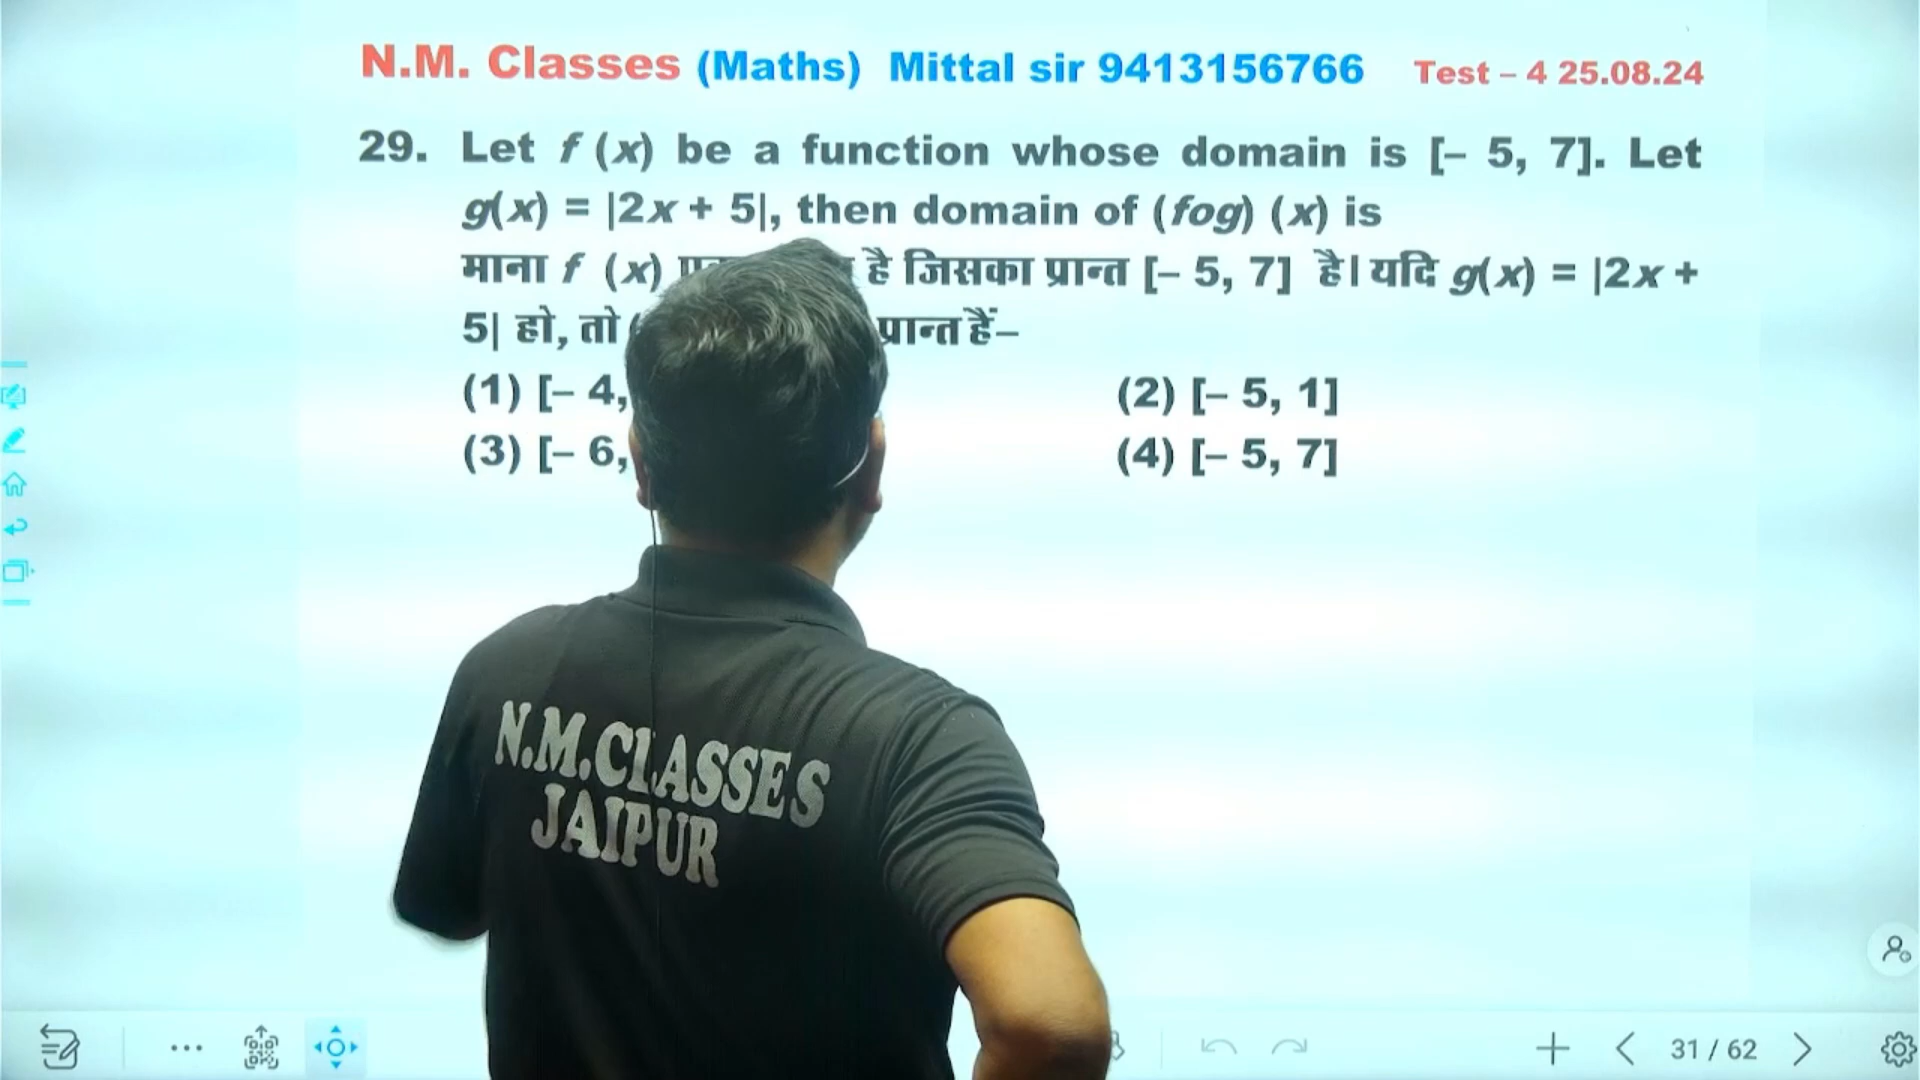 N.M. Classes (Maths) Mittal sir 9413156766 Test – 4 25.08.24
29. Let f (x) be a function whose domain is [– 5, 7]. Let
g(x) = |2x + 5|, then domain of (fog) (x) is
माना f (x) है जिसका प्रान्त [– 5, 7] है। यदि g(x) = |2x +
5| हो, तो प्रान्त हैं–
(1) [– 4, (2) [– 5, 1]
(3) [– 6, (4) [– 5, 7]
N.M.CLASSES
JAIPUR
31 / 62